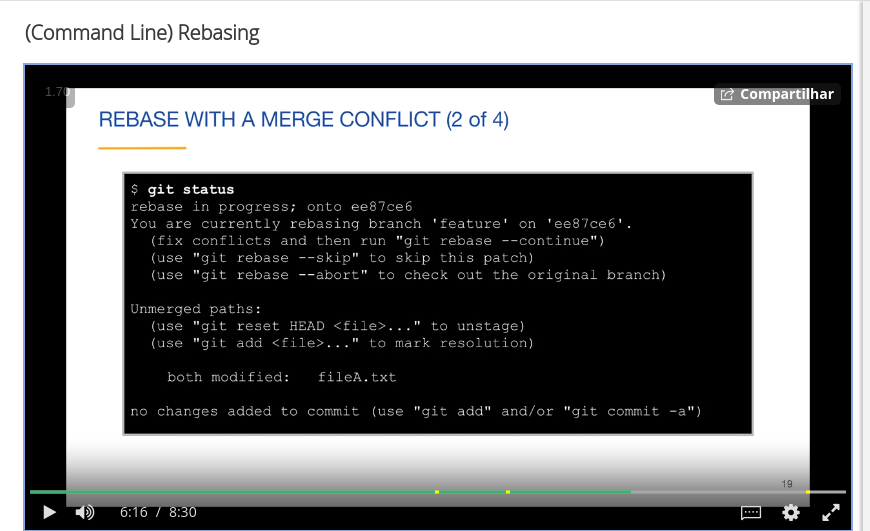 (Command Line) Rebasing
1.70
Compartilhar
REBASE WITH A MERGE CONFLICT (2 of 4)
$ git status
rebase in progress; onto ee87ce6
You are currently rebasing branch 'feature' on 'ee87ce6'.
(fix conflicts and then run "git rebase --continue")
(use "git rebase --skip" to skip this patch)
(use "git rebase --abort" to check out the original branch)
Unmerged paths:
(use "git reset HEAD <file>..." to unstage)
(use "git add <file>..." to mark resolution)
both modified: fileA.txt
no changes added to commit (use "git add" and/or "git commit -a")
19
6:16 / 8:30